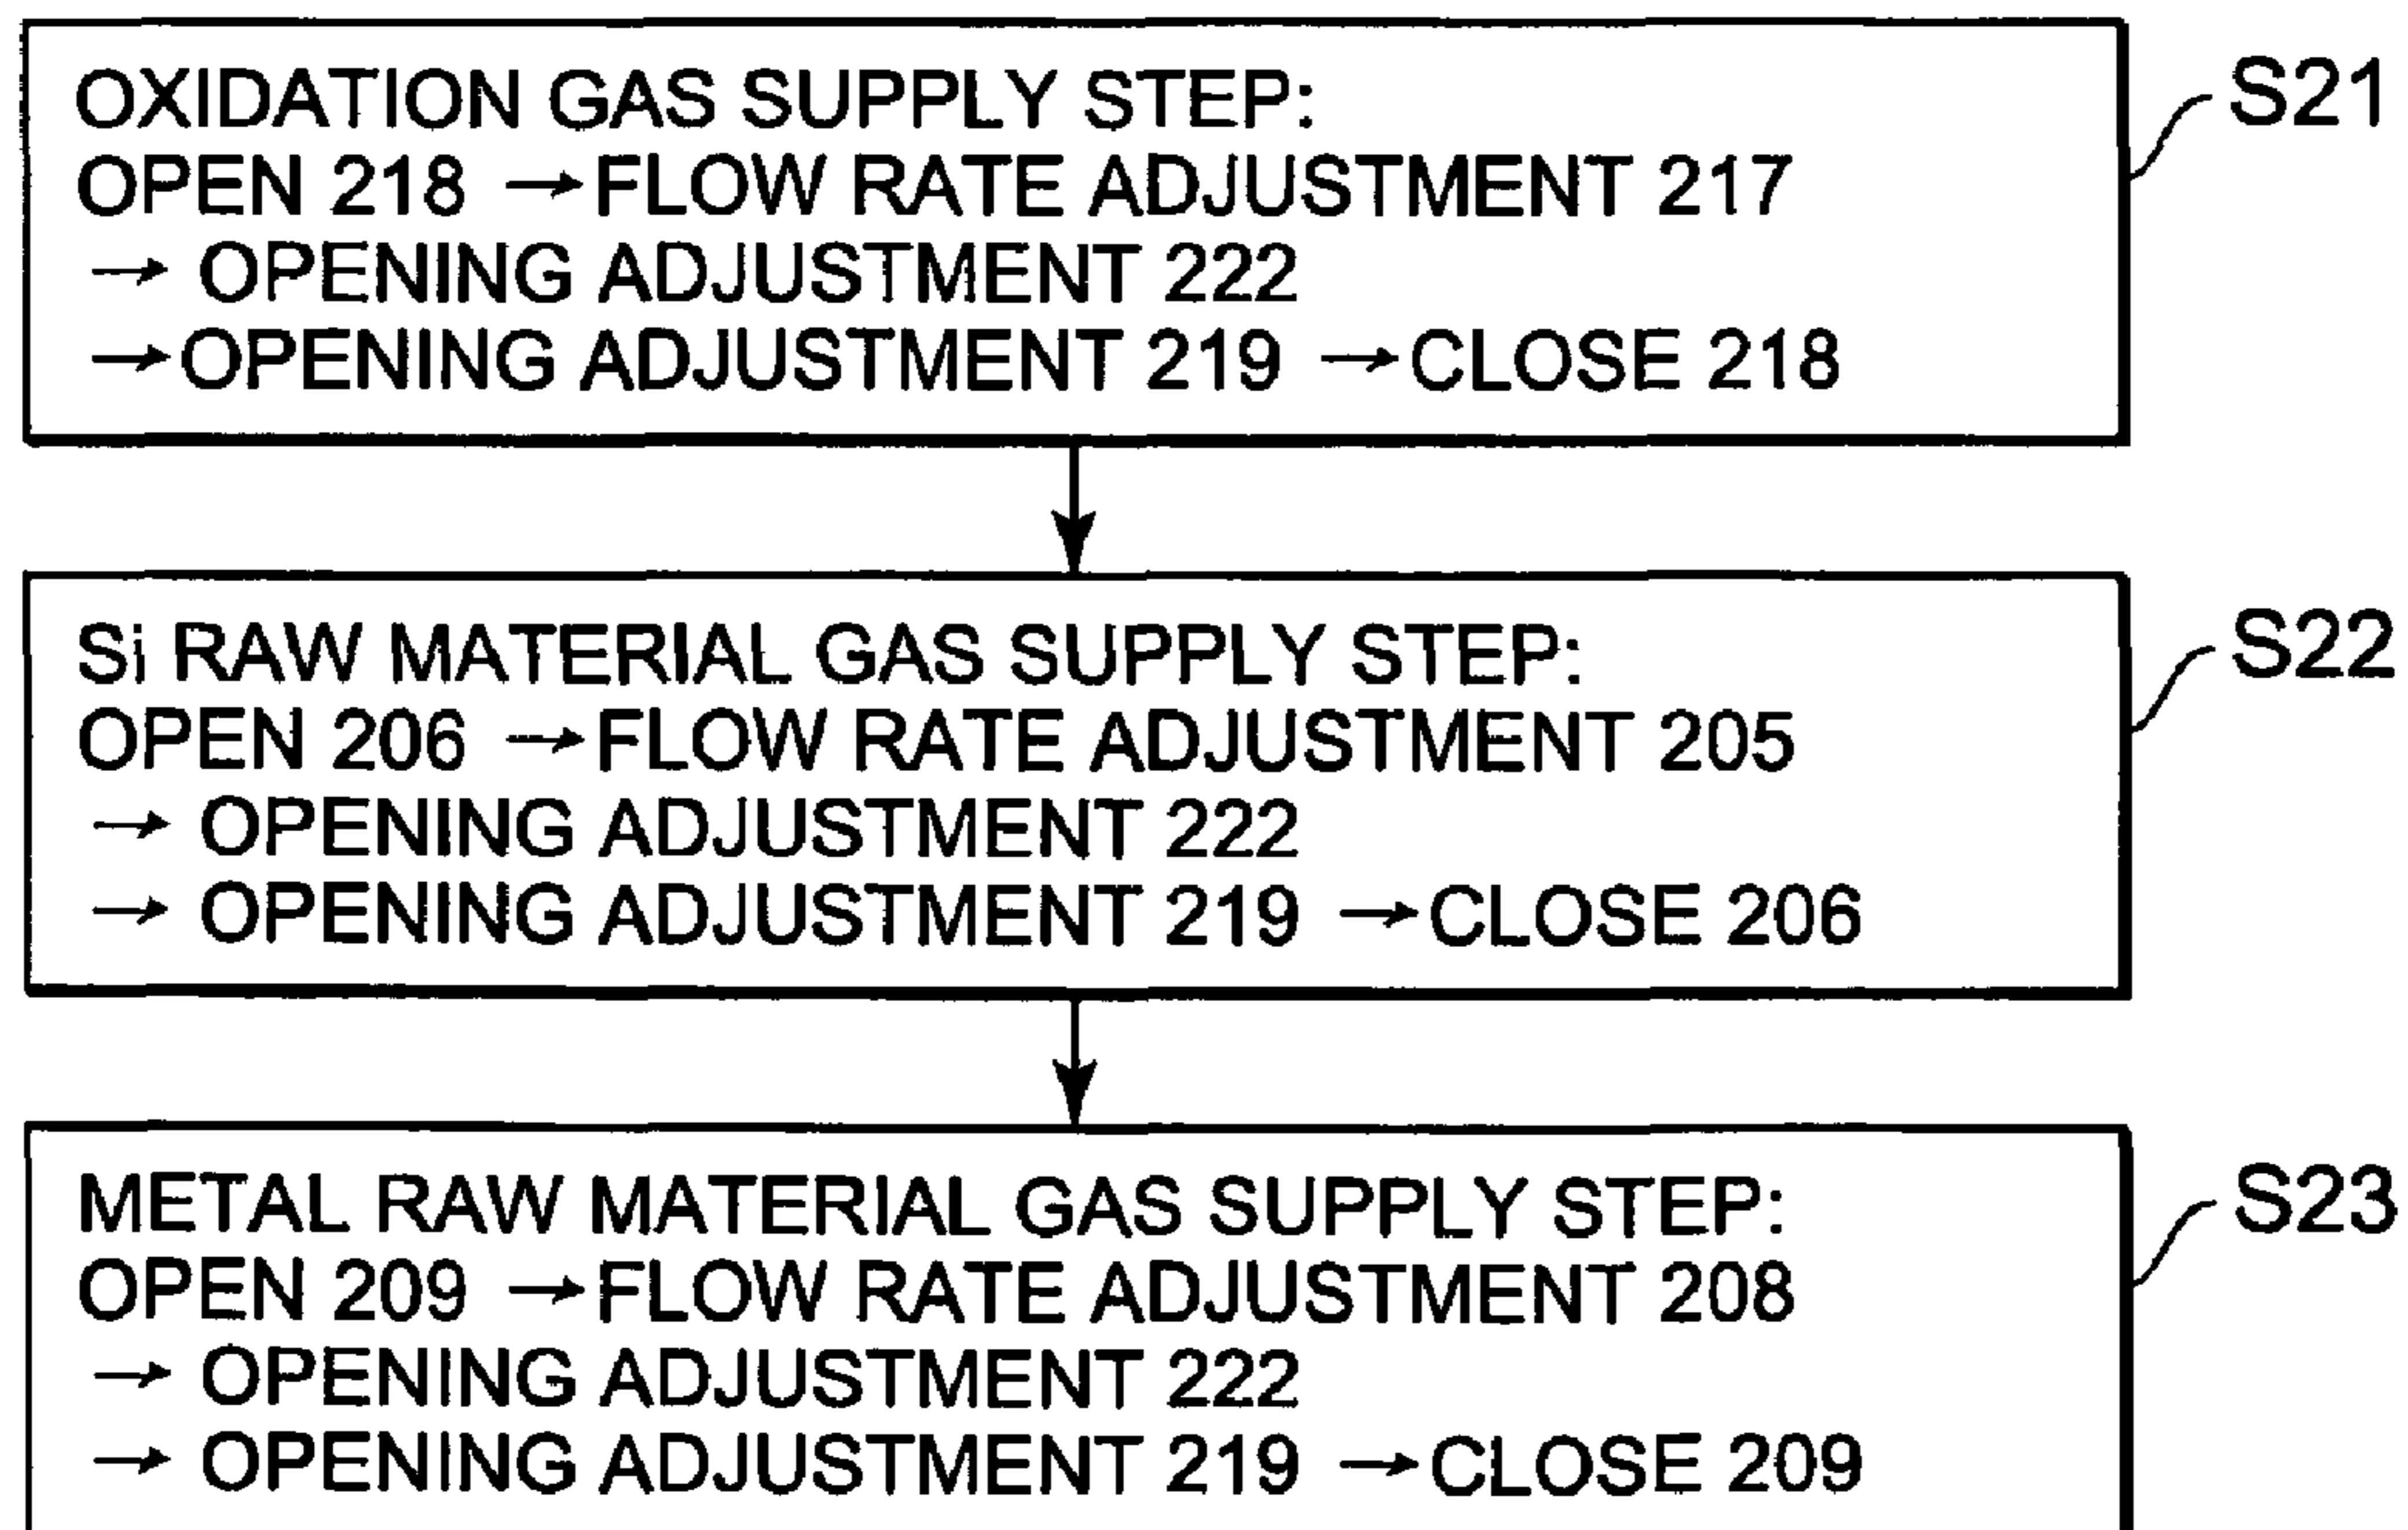 OXIDATION GAS SUPPLY STEP:
OPEN 218 → FLOW RATE ADJUSTMENT 217
→ OPENING ADJUSTMENT 222
→ OPENING ADJUSTMENT 219 → CLOSE 218
S21
Si RAW MATERIAL GAS SUPPLY STEP:
OPEN 206 → FLOW RATE ADJUSTMENT 205
→ OPENING ADJUSTMENT 222
→ OPENING ADJUSTMENT 219 → CLOSE 206
S22
METAL RAW MATERIAL GAS SUPPLY STEP:
OPEN 209 → FLOW RATE ADJUSTMENT 208
→ OPENING ADJUSTMENT 222
→ OPENING ADJUSTMENT 219 → CLOSE 209
S23